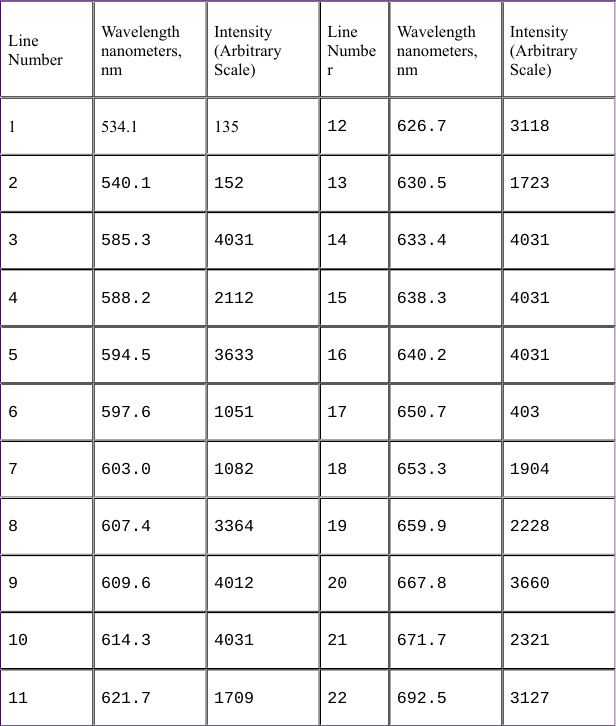 Line Number | Wavelength nanometers, nm | Intensity (Arbitrary Scale) | Line Numbe r | Wavelength nanometers, nm | Intensity (Arbitrary Scale)
1 | 534.1 | 135 | 12 | 626.7 | 3118
2 | 540.1 | 152 | 13 | 630.5 | 1723
3 | 585.3 | 4031 | 14 | 633.4 | 4031
4 | 588.2 | 2112 | 15 | 638.3 | 4031
5 | 594.5 | 3633 | 16 | 640.2 | 4031
6 | 597.6 | 1051 | 17 | 650.7 | 403
7 | 603.0 | 1082 | 18 | 653.3 | 1904
8 | 607.4 | 3364 | 19 | 659.9 | 2228
9 | 609.6 | 4012 | 20 | 667.8 | 3660
10 | 614.3 | 4031 | 21 | 671.7 | 2321
11 | 621.7 | 1709 | 22 | 692.5 | 3127